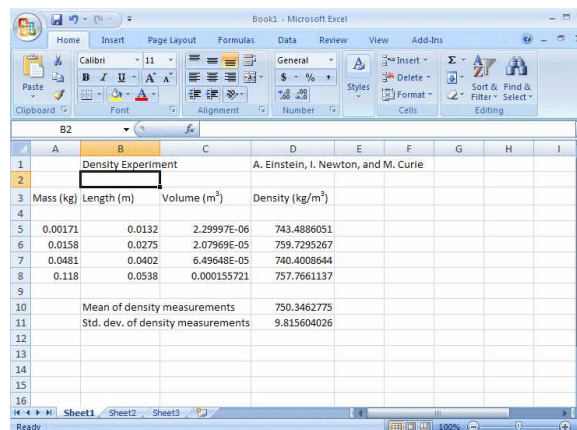 Book1 - Microsoft Excel
Home Insert Page Layout Formulas Data Review View Add-Ins
Paste
Clipboard
Calibri 11
B I U A A
A
Font
Alignment
General
$ % ,
Number
Styles
Insert
Delete
Format
Cells
Σ
Sort & Filter
Find & Select
Editing
B2 fx
A B C D E F G H I
1 Density Experiment A. Einstein, I. Newton, and M. Curie
2
3 Mass (kg) Length (m) Volume (m³) Density (kg/m³)
4
5 0.00171 0.0132 2.29997E-06 743.4886051
6 0.0158 0.0275 2.07969E-05 759.7295267
7 0.0481 0.0402 6.49648E-05 740.4008644
8 0.118 0.0538 0.000155721 757.7661137
9
10 Mean of density measurements 750.3462775
11 Std. dev. of density measurements 9.815604026
12
13
14
15
16
Sheet1 Sheet2 Sheet3
Ready 100%